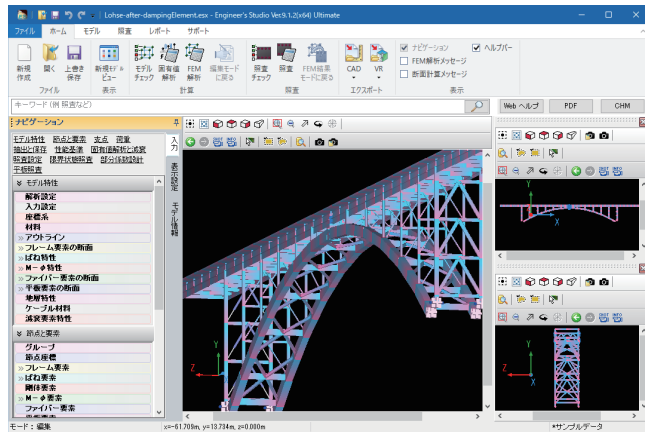 Lohse-after-dampingElement.esx - Engineer's Studio Ver.9.1.2(x64) Ultimate
ファイル ホーム モデル 照査 レポート サポート
新規作成 開く 上書き保存 新規モデルビュー モデルチェック 固有値解析 FEM解析 編集モードに戻る 照査チェック 照査 FEM結果モードに戻る CAD VR
ナビゲーション ヘルプバー
FEM解析メッセージ
断面計算メッセージ
ファイル 表示 計算 照査 エクスポート 表示
キーワード(例 照査など)
Web ヘルプ PDF CHM
ナビゲーション
モデル特性 節点と要素 支点 荷重
抽出と保存 性能基準 固有値解析と減衰
照査設定 限界状態照査 部分係数設計
平板照査
入力
表示設定
モデル情報
モデル特性
解析設定
入力設定
座標系
材料
アウトライン
フレーム要素の断面
ばね特性
M-φ特性
ファイバー要素の断面
平板要素の断面
地層特性
ケーブル材料
減衰要素特性
節点と要素
グループ
節点座標
フレーム要素
ばね要素
剛体要素
M-φ要素
ファイバー要素
Y
Z
Y
X
Y
Z
X
モード：編集
x=-61.709m, y=13.734m, z=0.000m
*サンプルデータ